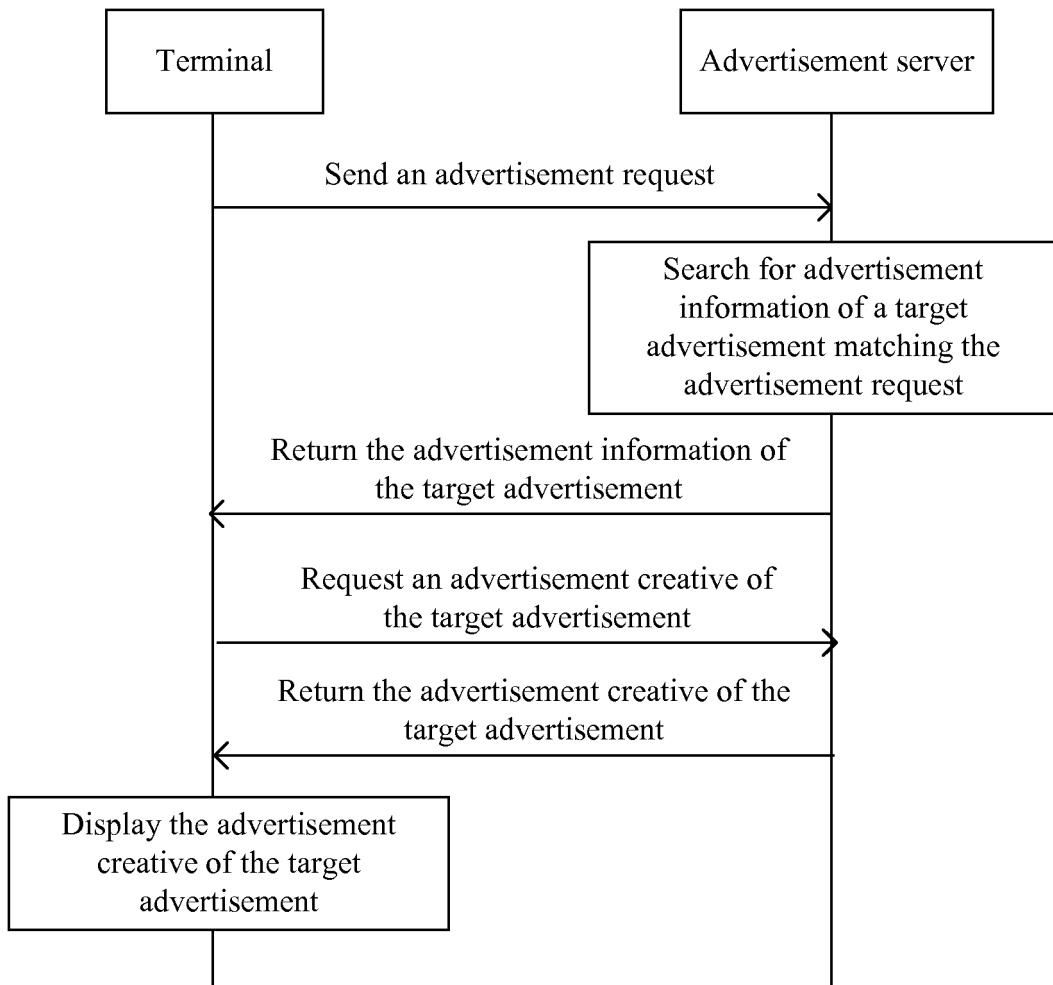 Terminal
Advertisement server
Send an advertisement request
Search for advertisement
information of a target
advertisement matching the
advertisement request
Return the advertisement information of
the target advertisement
Request an advertisement creative of
the target advertisement
Return the advertisement creative of the
target advertisement
Display the advertisement
creative of the target
advertisement